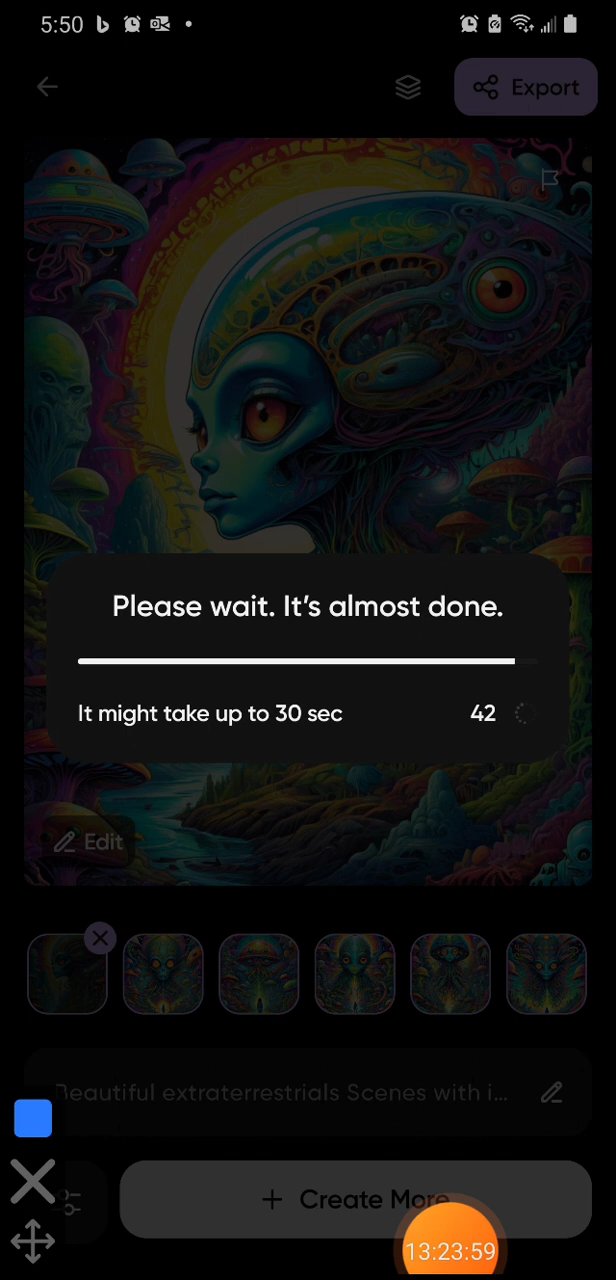 5:50
Export
Please wait. It's almost done.
It might take up to 30 sec
42
Edit
Beautiful extraterrestrials Scenes with i...
+ Create More
13:23:59